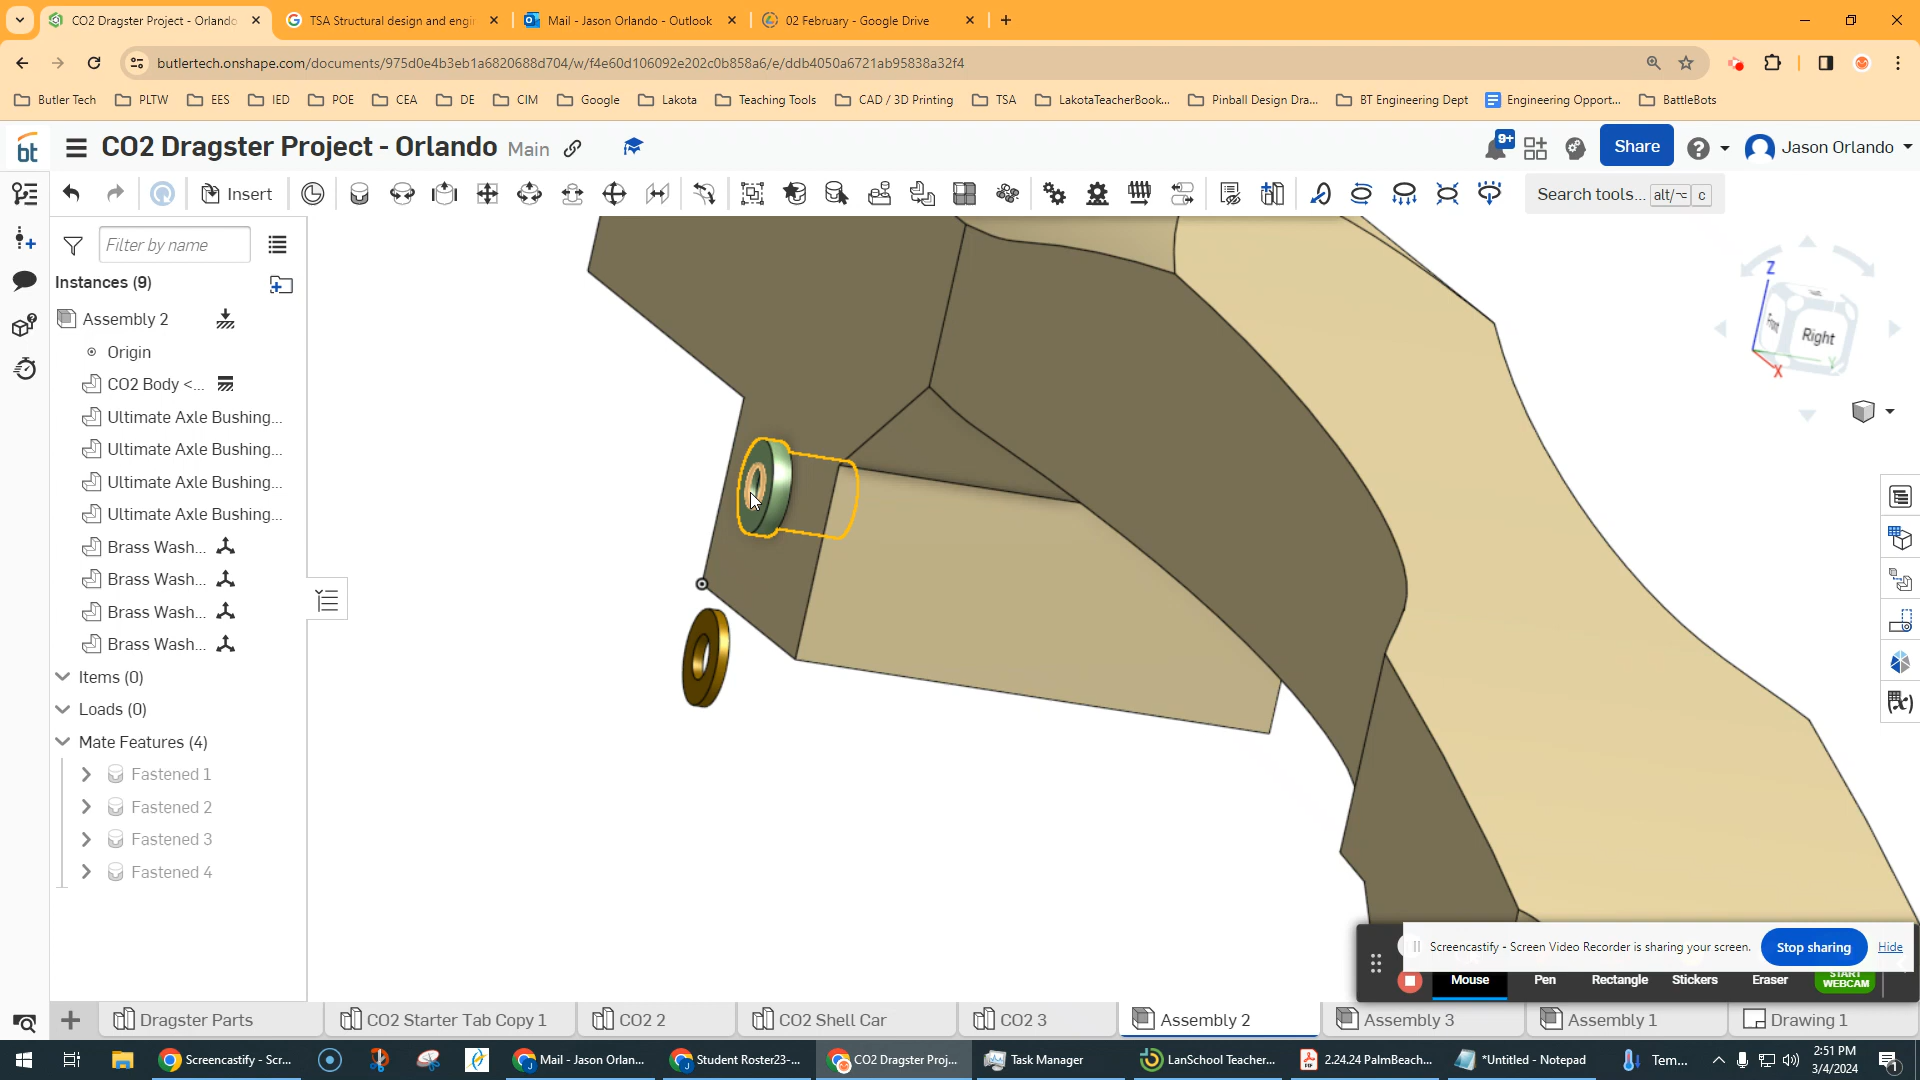 CO2 Dragster Project - Orlando
TSA Structural design and engin
Mail - Jason Orlando - Outlook
02 February - Google Drive
butlertech.onshape.com/documents/975d0e4b3eb1a6820688d704/w/f4e60d106092e202c0b858a6/e/ddb4050a6721ab95838a32f4
Butler Tech
PLTW
EES
IED
POE
CEA
DE
CIM
Google
Lakota
Teaching Tools
CAD / 3D Printing
TSA
LakotaTeacherBook...
Pinball Design Dra...
BT Engineering Dept
Engineering Opport...
BattleBots
bt
CO2 Dragster Project - Orlando Main
9+
Share
Jason Orlando
Insert
Search tools... alt/⌥ c
Filter by name
Instances (9)
Assembly 2
Origin
CO2 Body <...
Ultimate Axle Bushing...
Ultimate Axle Bushing...
Ultimate Axle Bushing...
Ultimate Axle Bushing...
Brass Wash...
Brass Wash...
Brass Wash...
Brass Wash...
Items (0)
Loads (0)
Mate Features (4)
Fastened 1
Fastened 2
Fastened 3
Fastened 4
Z
Front
Right
Y
X
Screencastify - Screen Video Recorder is sharing your screen.
Stop sharing
Hide
Mouse
Pen
Rectangle
Stickers
Eraser
START
WEBCAM
Dragster Parts
CO2 Starter Tab Copy 1
CO2 2
CO2 Shell Car
CO2 3
Assembly 2
Assembly 3
Assembly 1
Drawing 1
Screencastify - Scr...
Mail - Jason Orlan...
Student Roster23-...
CO2 Dragster Proj...
Task Manager
LanSchool Teacher...
2.24.24 PalmBeach...
*Untitled - Notepad
Tem...
2:51 PM
3/4/2024
1